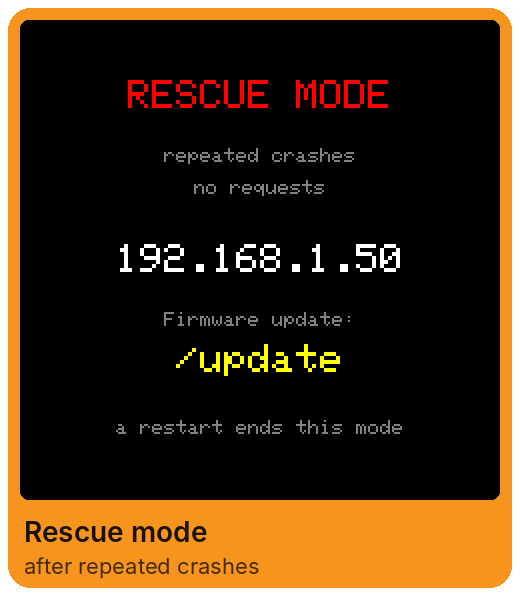 RESCUE MODE
repeated crashes
no requests
192.168.1.50
Firmware update:
/update
a restart ends this mode
Rescue mode
after repeated crashes